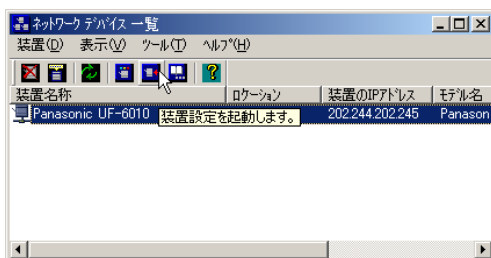 ネットワーク デバイス 一覧
装置(D) 表示(V) ツール(T) ヘルプ(H)
装置名称 ロケーション 装置のIPアドレス モデル名
Panasonic UF-6010 202.244.202.245 Panason
装置設定を起動します。